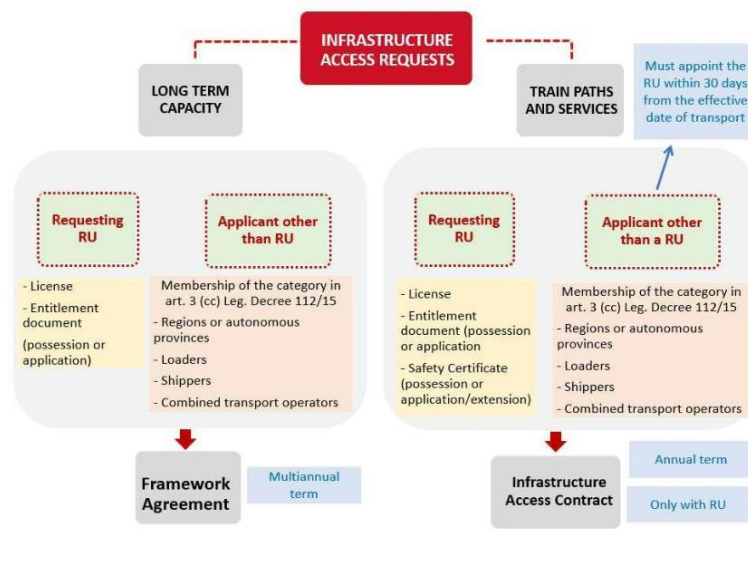 INFRASTRUCTURE
ACCESS REQUESTS
LONG TERM
CAPACITY
TRAIN PATHS
AND SERVICES
Must appoint the
RU within 30 days
from the effective
date of transport
Requesting
RU
Applicant other
than RU
- License
- Entitlement
document
(possession or
application)
Membership of the category in
art. 3 (cc) Leg. Decree 112/15
- Regions or autonomous
provinces
- Loaders
- Shippers
- Combined transport operators
Requesting
RU
Applicant other
than a RU
- License
- Entitlement
document (possession
or application
- Safety Certificate
(possession or
application/extension)
Membership of the category in
art. 3 (cc) Leg. Decree 112/15
- Regions or autonomous
provinces
- Loaders
- Shippers
- Combined transport operators
Framework
Agreement
Multiannual
term
Infrastructure
Access Contract
Annual term
Only with RU